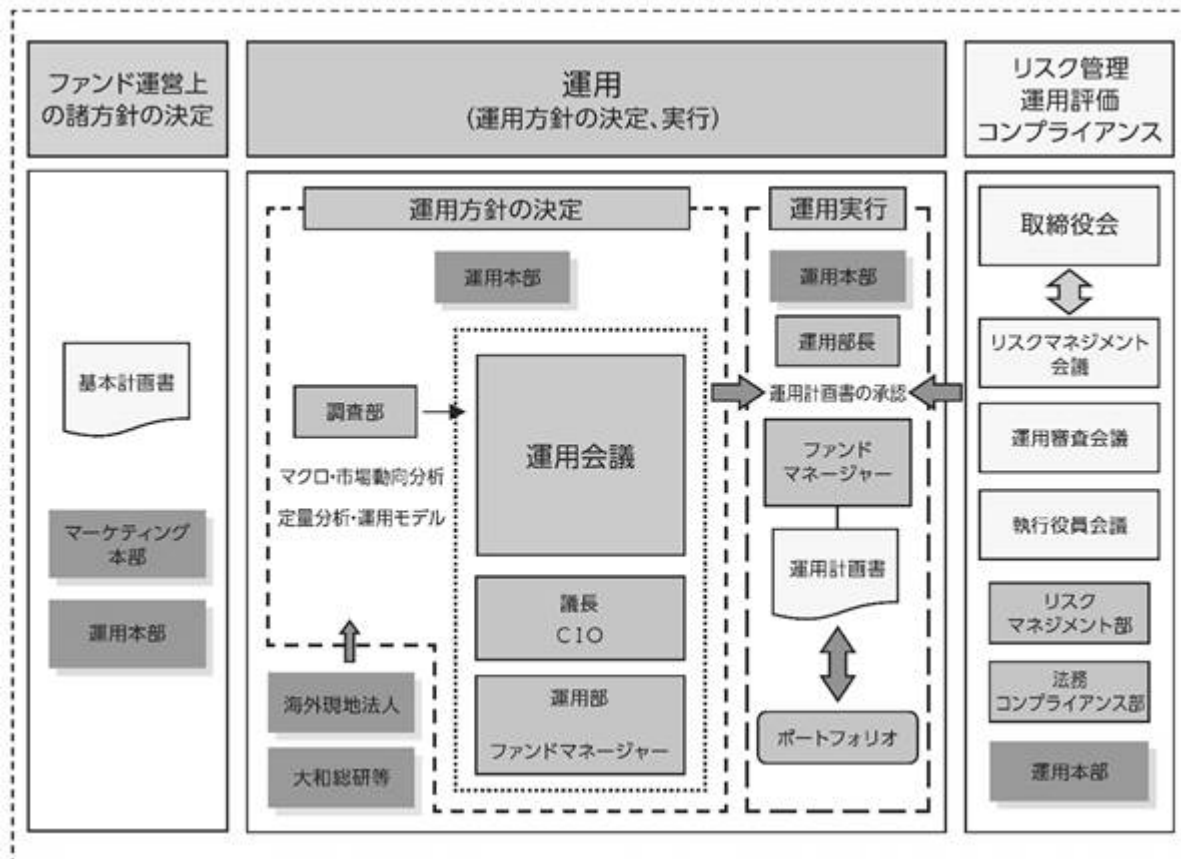 ファンド運営上
の諸方針の決定
運用
(運用方針の決定、実行)
リスク管理
運用評価
コンプライアンス
基本計画書
マーケティング
本部
運用本部
運用方針の決定
運用本部
調査部
マクロ・市場動向分析
定量分析・運用モデル
海外現地法人
大和総研等
運用会議
議長
CIO
運用部
ファンドマネージャー
運用実行
運用本部
運用部長
運用計画書の承認
ファンド
マネージャー
運用計画書
ポートフォリオ
取締役会
リスクマネジメント
会議
運用審査会議
執行役員会議
リスク
マネジメント部
法務
コンプライアンス部
運用本部